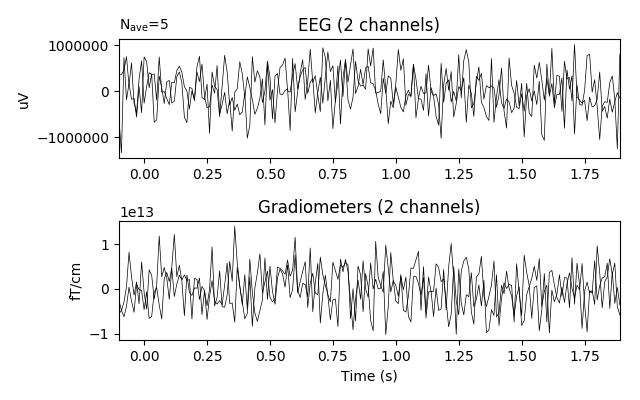 N_ave=5
EEG (2 channels)
1000000
0
−1000000
uV
0.00 0.25 0.50 0.75 1.00 1.25 1.50 1.75
1e13
Gradiometers (2 channels)
1
0
−1
fT/cm
0.00 0.25 0.50 0.75 1.00 1.25 1.50 1.75
Time (s)